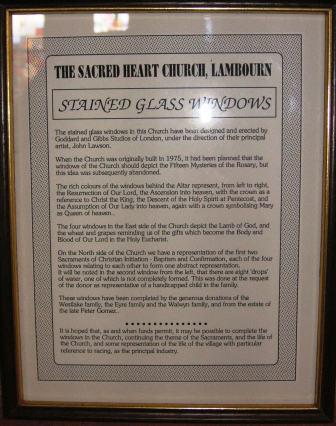 THE SACRED HEART CHURCH, LAMBOURN
STAINED GLASS WINDOWS
The stained glass windows in this Church have been designed and erected by
Goddard and Gibbs Studios of London, under the direction of their principal
artist, John Lawson.
When the Church was originally built in 1975, it had been planned that the
windows of the Church should depict the Fifteen Mysteries of the Rosary, but
this idea was subsequently abandoned.
The rich colours of the windows behind the Altar represent, from left to right,
the Resurrection of Our Lord, the Ascension into heaven, with the crown as a
reference to Christ the King, the Descent of the Holy Spirit at Pentecost, and
the Assumption of Our Lady into heaven, again with a crown symbolising Mary
as Queen of heaven.
The four windows in the East side of the Church depict the Lamb of God, and
the wheat and grapes reminding us of the gifts which become the Body and
Blood of Our Lord in the Holy Eucharist.
On the North side of the Church we have a representation of the first two
Sacraments of Christian Initiation - Baptism and Confirmation, each of the four
windows relating to each other to form one abstract representation.
It will be noted in the second window from the left, that there are eight 'drops'
of water, one of which is not completely formed. This was done at the request
of the donor as representative of a handicapped child in the family.
These windows have been completed by the generous donations of the
Westlake family, the Eyre family and the Walwyn family, and from the estate of
the late Peter Gomez..
It is hoped that, as and when funds permit, it may be possible to complete the
windows in the Church, continuing the theme of the Sacraments, and the life of
the Church, and some representation of the life of the village with particular
reference to racing, as the principal industry.